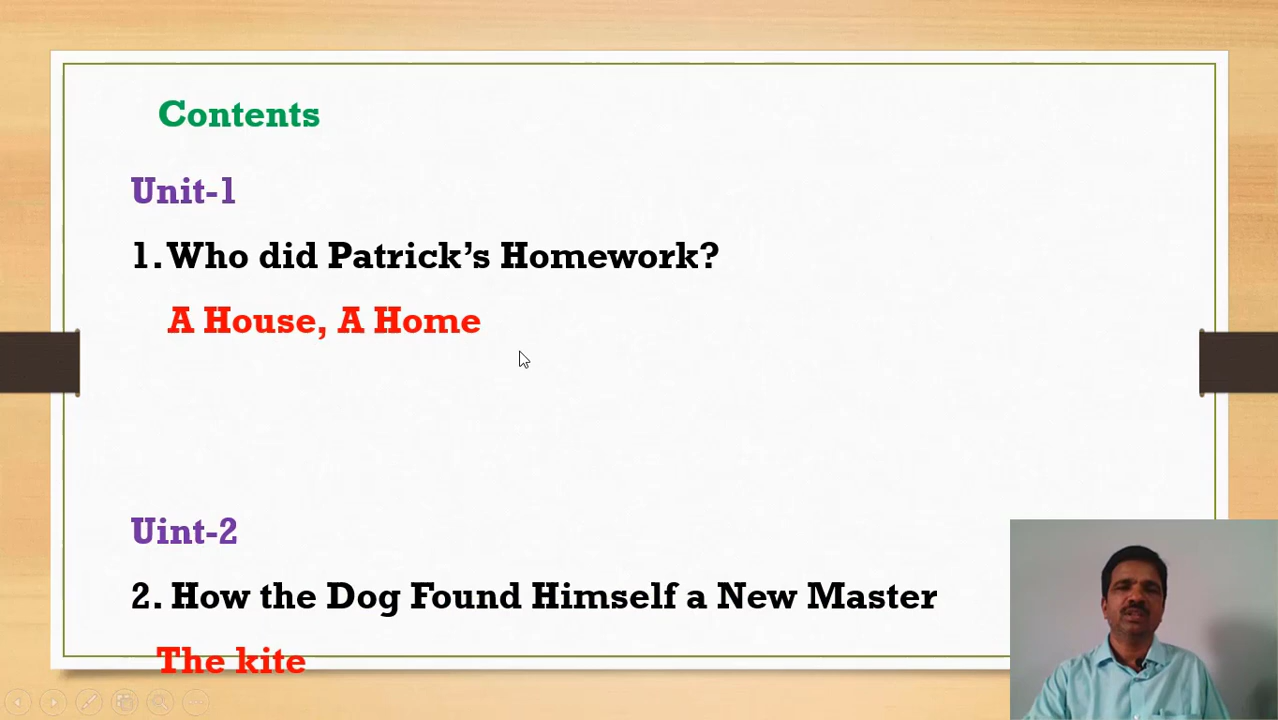 Contents
Unit-1
1. Who did Patrick's Homework?
A House, A Home
Uint-2
2. How the Dog Found Himself a New Master
The kite